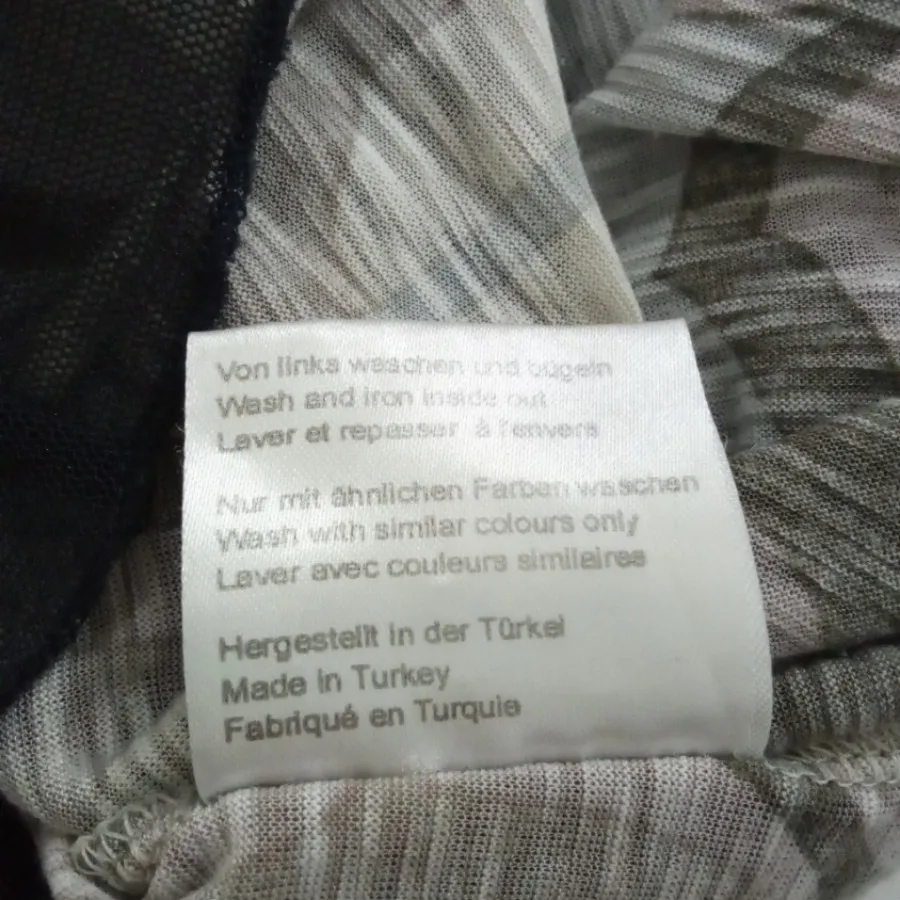 Von links waschen und bügeln
Wash and iron inside out
Laver et repasser à l'envers
Nur mit ähnlichen Farben waschen
Wash with similar colours only
Laver avec couleurs similaires
Hergestellt in der Türkei
Made in Turkey
Fabriqué en Turquie